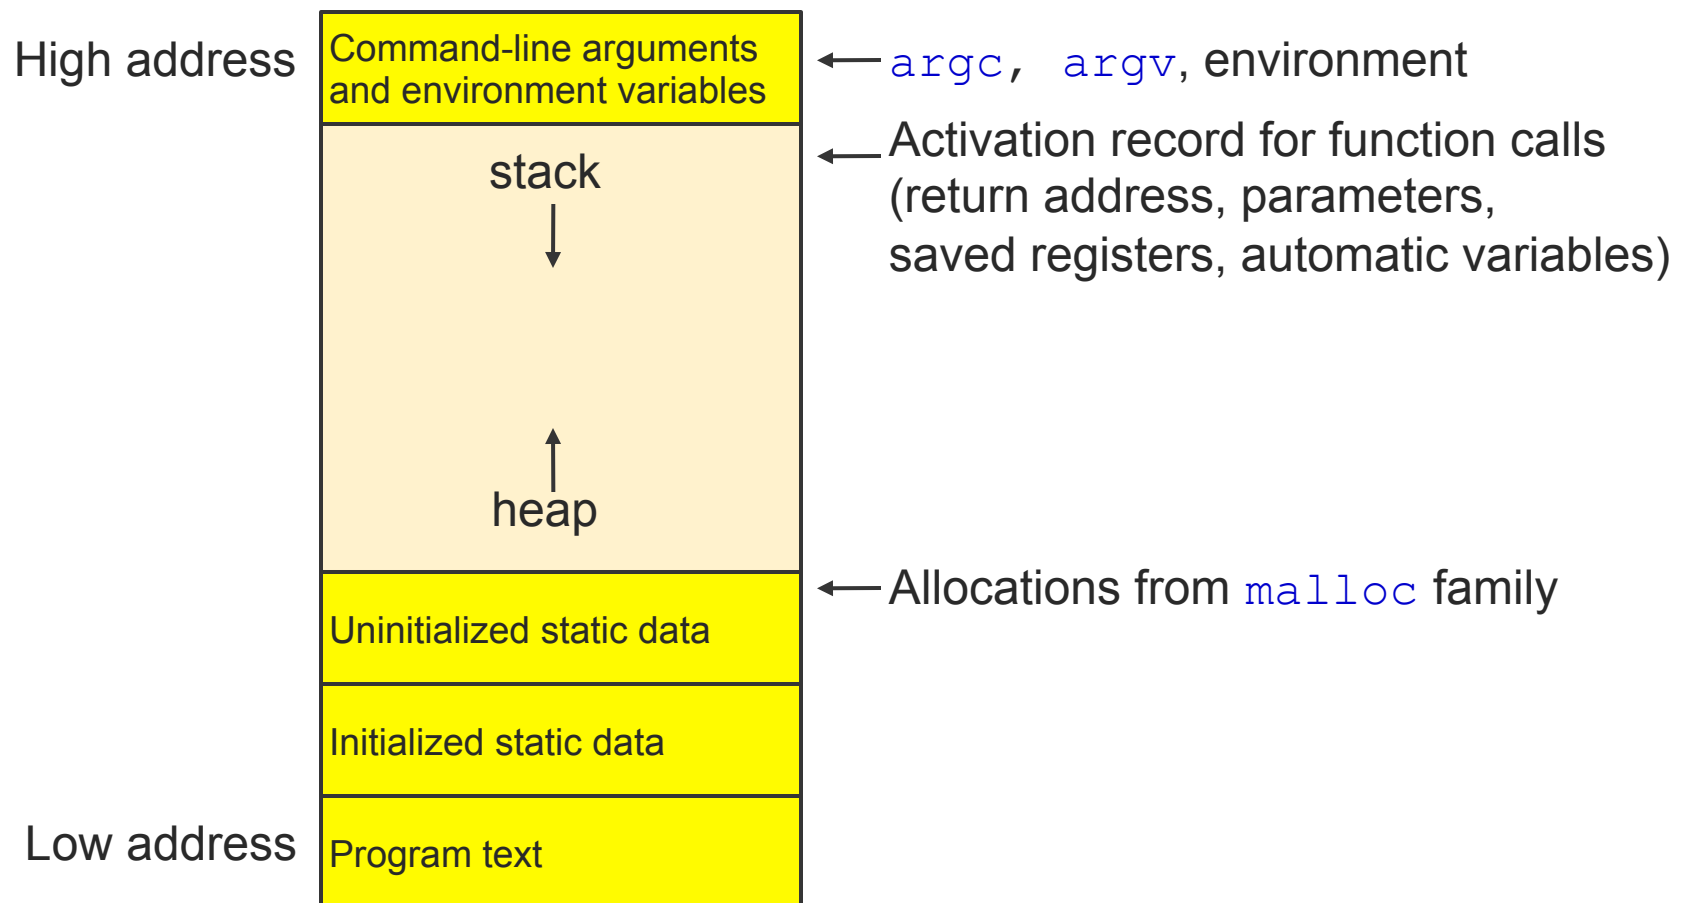 High address
Command-line arguments
and environment variables
argc, argv, environment
stack
Activation record for function calls
(return address, parameters,
saved registers, automatic variables)
heap
Allocations from malloc family
Uninitialized static data
Initialized static data
Low address
Program text